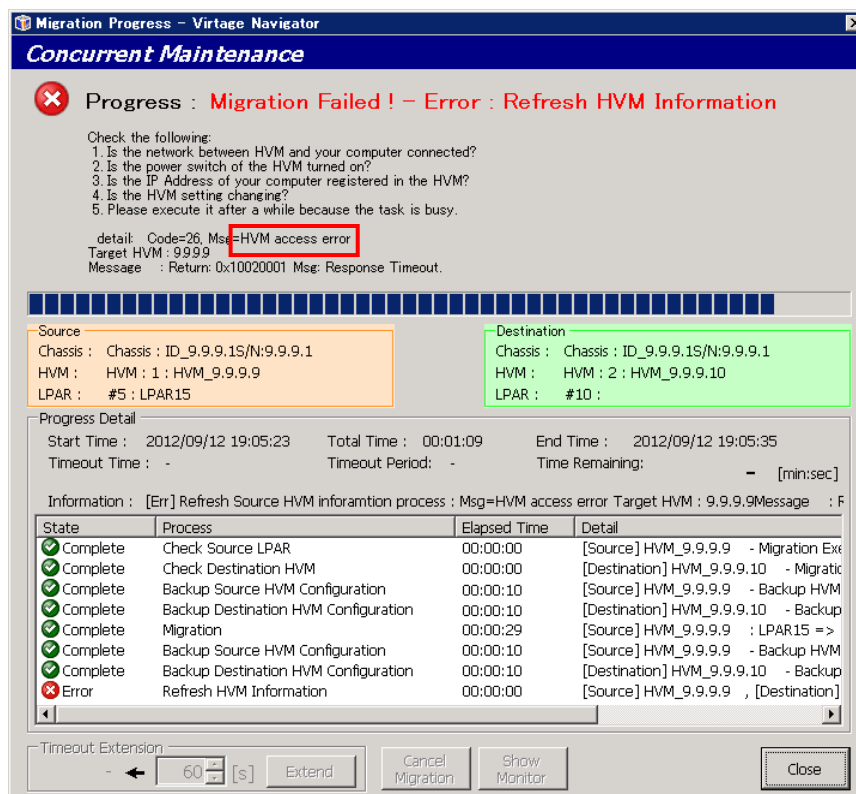 Migration Progress - Virtage Navigator
Concurrent Maintenance
Progress : Migration Failed ! - Error : Refresh HVM Information
Check the following:
1. Is the network between HVM and your computer connected?
2. Is the power switch of the HVM turned on?
3. Is the IP Address of your computer registered in the HVM?
4. Is the HVM setting changing?
5. Please execute it after a while because the task is busy.
detail: Code=26, Msg=HVM access error
Target HVM : 9.9.9.9
Message : Return: 0x10020001 Msg: Response Timeout.
Source
Chassis : Chassis : ID_9.9.9.1S/N:9.9.9.1
HVM : HVM : 1 : HVM_9.9.9.9
LPAR : #5 : LPAR15
Destination
Chassis : Chassis : ID_9.9.9.1S/N:9.9.9.1
HVM : HVM : 2 : HVM_9.9.9.10
LPAR : #10 :
Progress Detail
Start Time : 2012/09/12 19:05:23 Total Time : 00:01:09 End Time : 2012/09/12 19:05:35
Timeout Time : - Timeout Period: - Time Remaining: - [min:sec]
Information : [Err] Refresh Source HVM inforamtion process : Msg=HVM access error Target HVM : 9.9.9.9Message : F
State Process Elapsed Time Detail
Complete Check Source LPAR 00:00:00 [Source] HVM_9.9.9.9 - Migration Exe
Complete Check Destination HVM 00:00:00 [Destination] HVM_9.9.9.10 - Migratic
Complete Backup Source HVM Configuration 00:00:10 [Source] HVM_9.9.9.9 - Backup HVM
Complete Backup Destination HVM Configuration 00:00:10 [Destination] HVM_9.9.9.10 - Backup
Complete Migration 00:00:29 [Source] HVM_9.9.9.9 : LPAR15 =>
Complete Backup Source HVM Configuration 00:00:10 [Source] HVM_9.9.9.9 - Backup HVM
Complete Backup Destination HVM Configuration 00:00:10 [Destination] HVM_9.9.9.10 - Backup
Error Refresh HVM Information 00:00:00 [Source] HVM_9.9.9.9 , [Destination]
Timeout Extension
- 60 [s] Extend
Cancel Migration
Show Monitor
Close